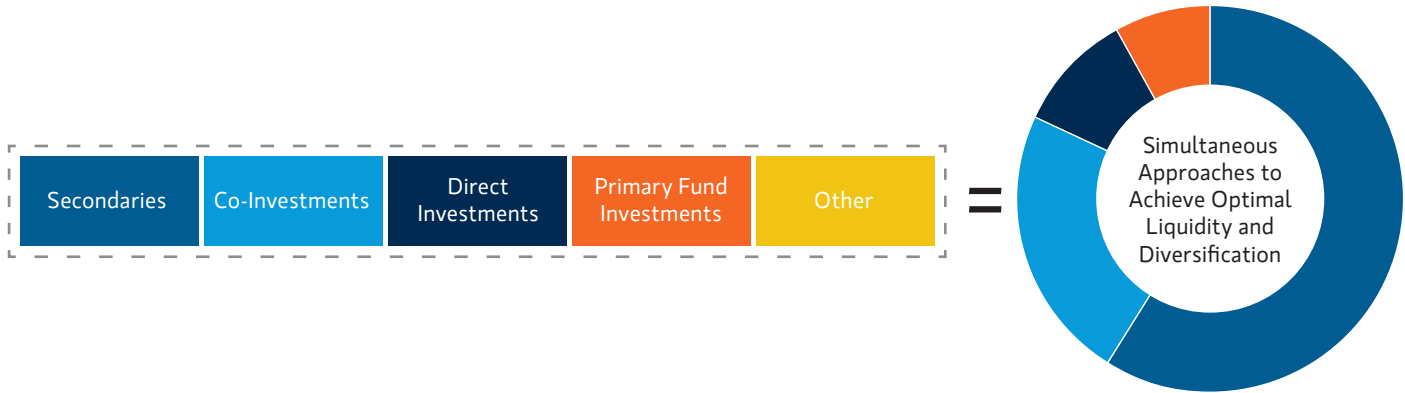 Secondaries
Co-Investments
Direct
Investments
Primary Fund
Investments
Other
=
Simultaneous
Approaches to
Achieve Optimal
Liquidity and
Diversification